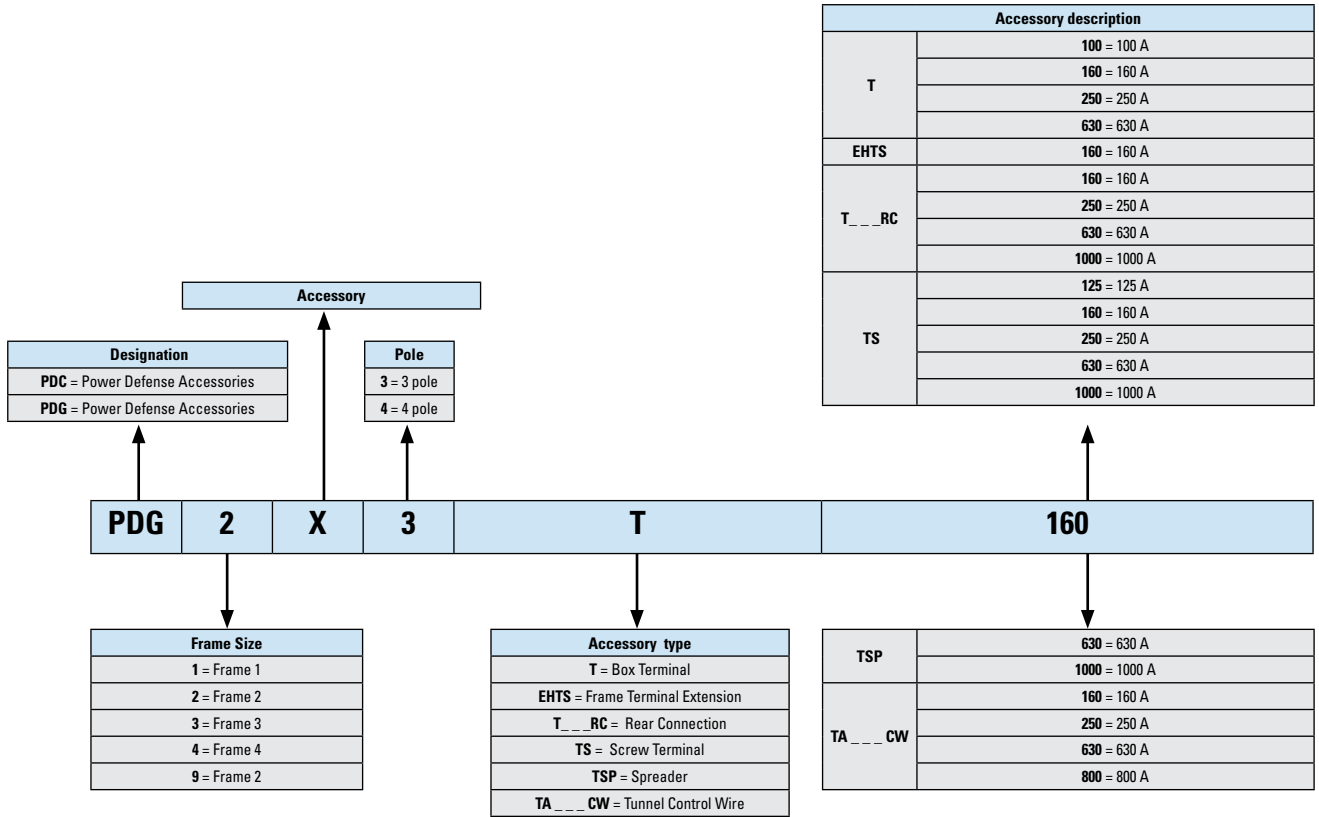 Accessory description
T
100 = 100 A
160 = 160 A
250 = 250 A
630 = 630 A
EHTS
160 = 160 A
T_ _ _RC
160 = 160 A
250 = 250 A
630 = 630 A
1000 = 1000 A
TS
125 = 125 A
160 = 160 A
250 = 250 A
630 = 630 A
1000 = 1000 A
Accessory
Designation
PDC = Power Defense Accessories
PDG = Power Defense Accessories
Pole
3 = 3 pole
4 = 4 pole
PDG 2 X 3 T 160
Frame Size
1 = Frame 1
2 = Frame 2
3 = Frame 3
4 = Frame 4
9 = Frame 2
Accessory type
T = Box Terminal
EHTS = Frame Terminal Extension
T_ _ _RC = Rear Connection
TS = Screw Terminal
TSP = Spreader
TA _ _ _ CW = Tunnel Control Wire
TSP
630 = 630 A
1000 = 1000 A
TA _ _ _ CW
160 = 160 A
250 = 250 A
630 = 630 A
800 = 800 A